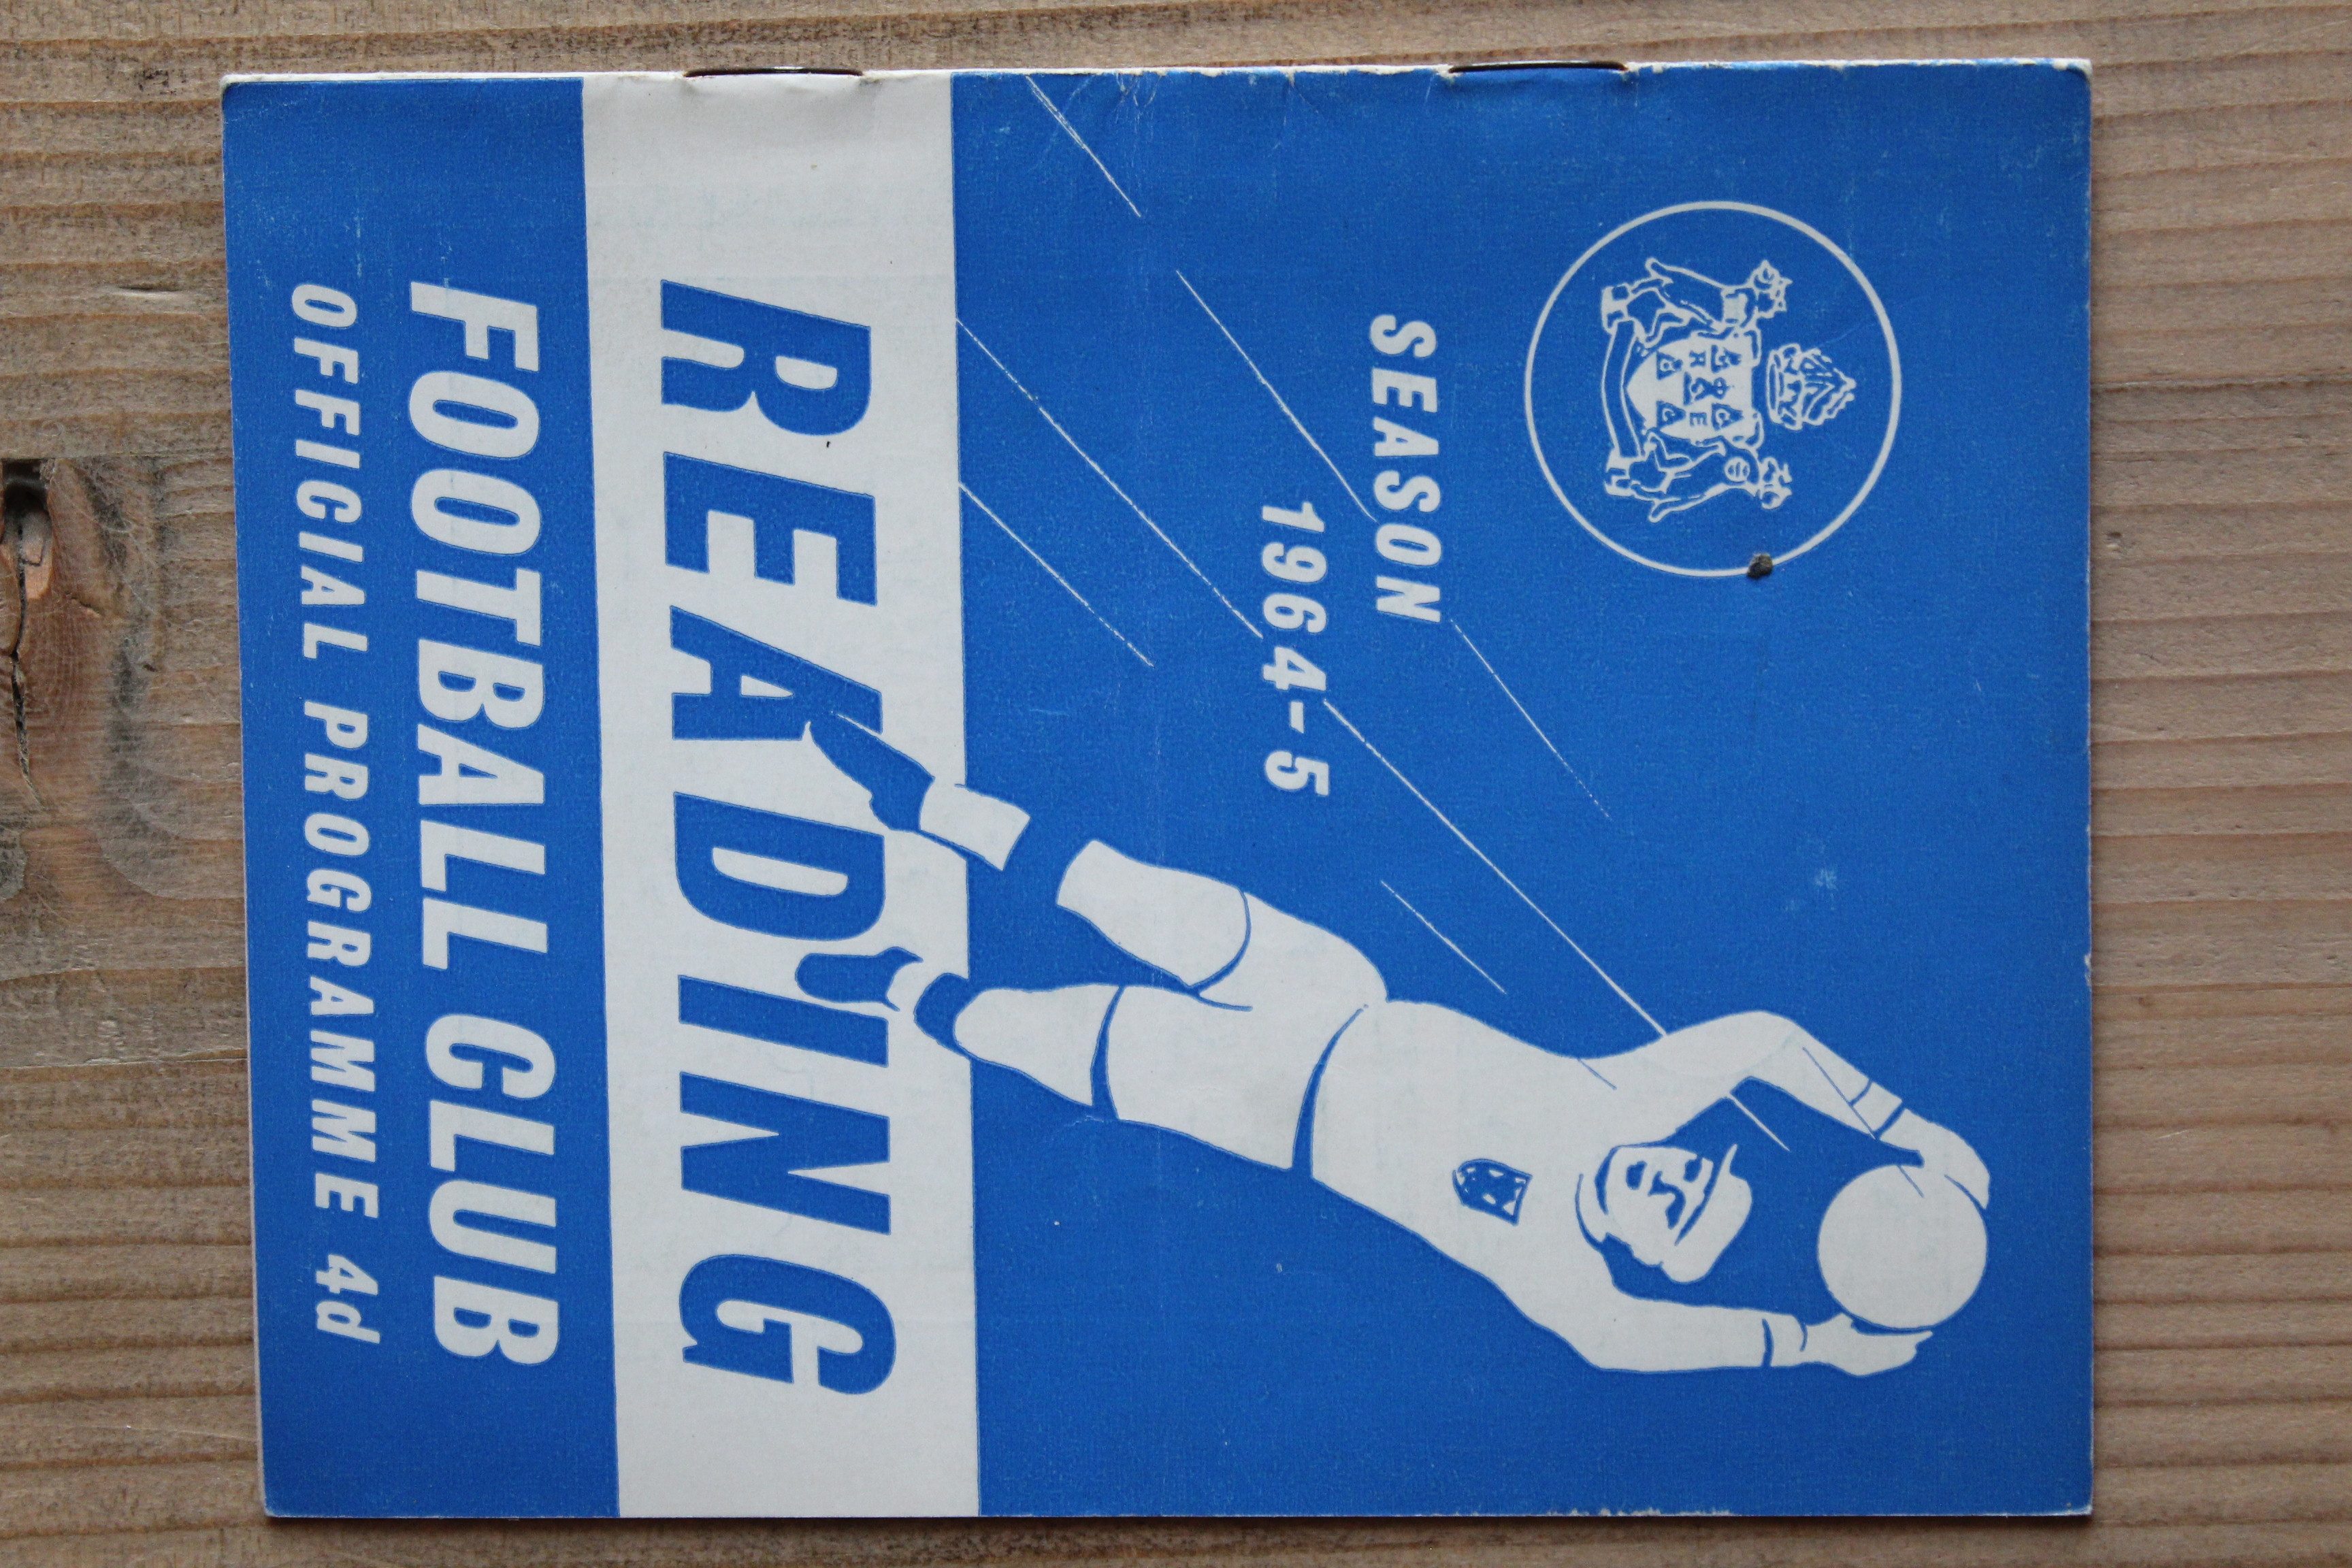 SEASON
1964-5
READING
FOOTBALL CLUB
OFFICIAL PROGRAMME 4d